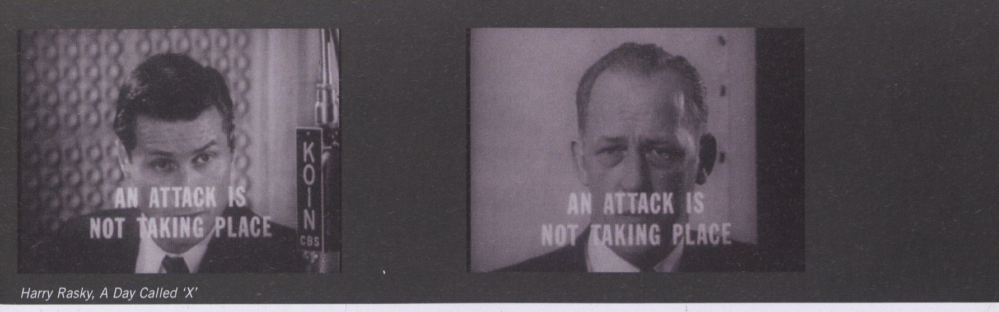 AN ATTACK IS
NOT TAKING PLACE
KOIN
CBS
AN ATTACK IS
NOT TAKING PLACE
Harry Rasky, A Day Called ‘X’